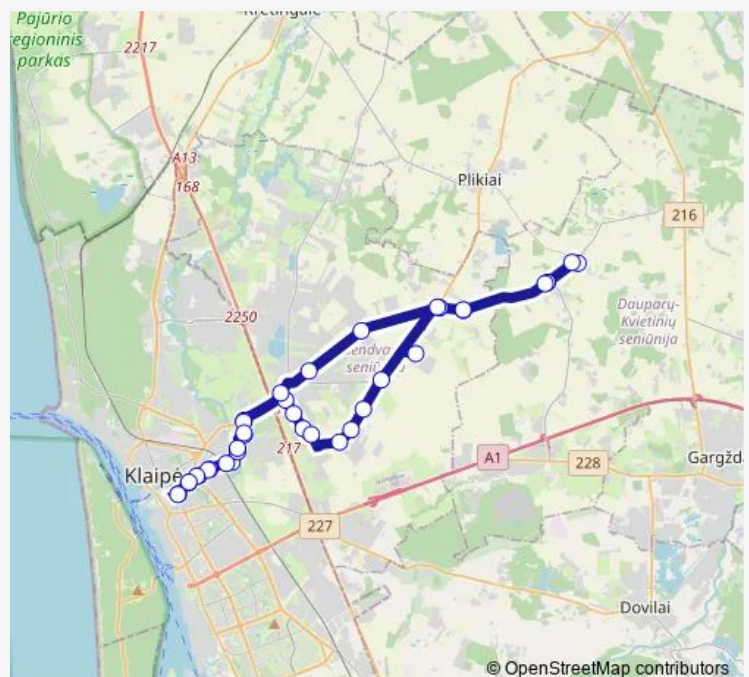 Pajūrio
regioninis
parkas
2217
A13
168
Plikiai
216
2250
Dauparų-
Kvietinių
seniūnija
217
A1
228
Klaipė
227
Dovilai
© OpenStreetMap contributors